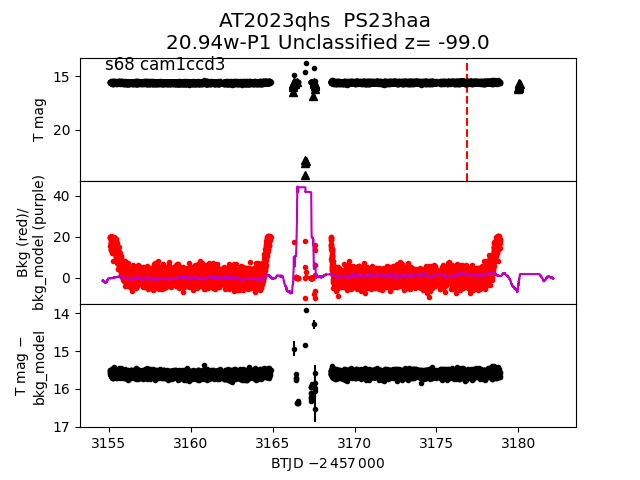 AT2023qhs  PS23haa
20.94w-P1 Unclassified z= -99.0
s68 cam1ccd3
15
20
T mag
40
20
0
Bkg (red)/
bkg_model (purple)
14
15
16
17
T mag −
bkg_model
3155 3160 3165 3170 3175 3180
BTJD −2 457 000